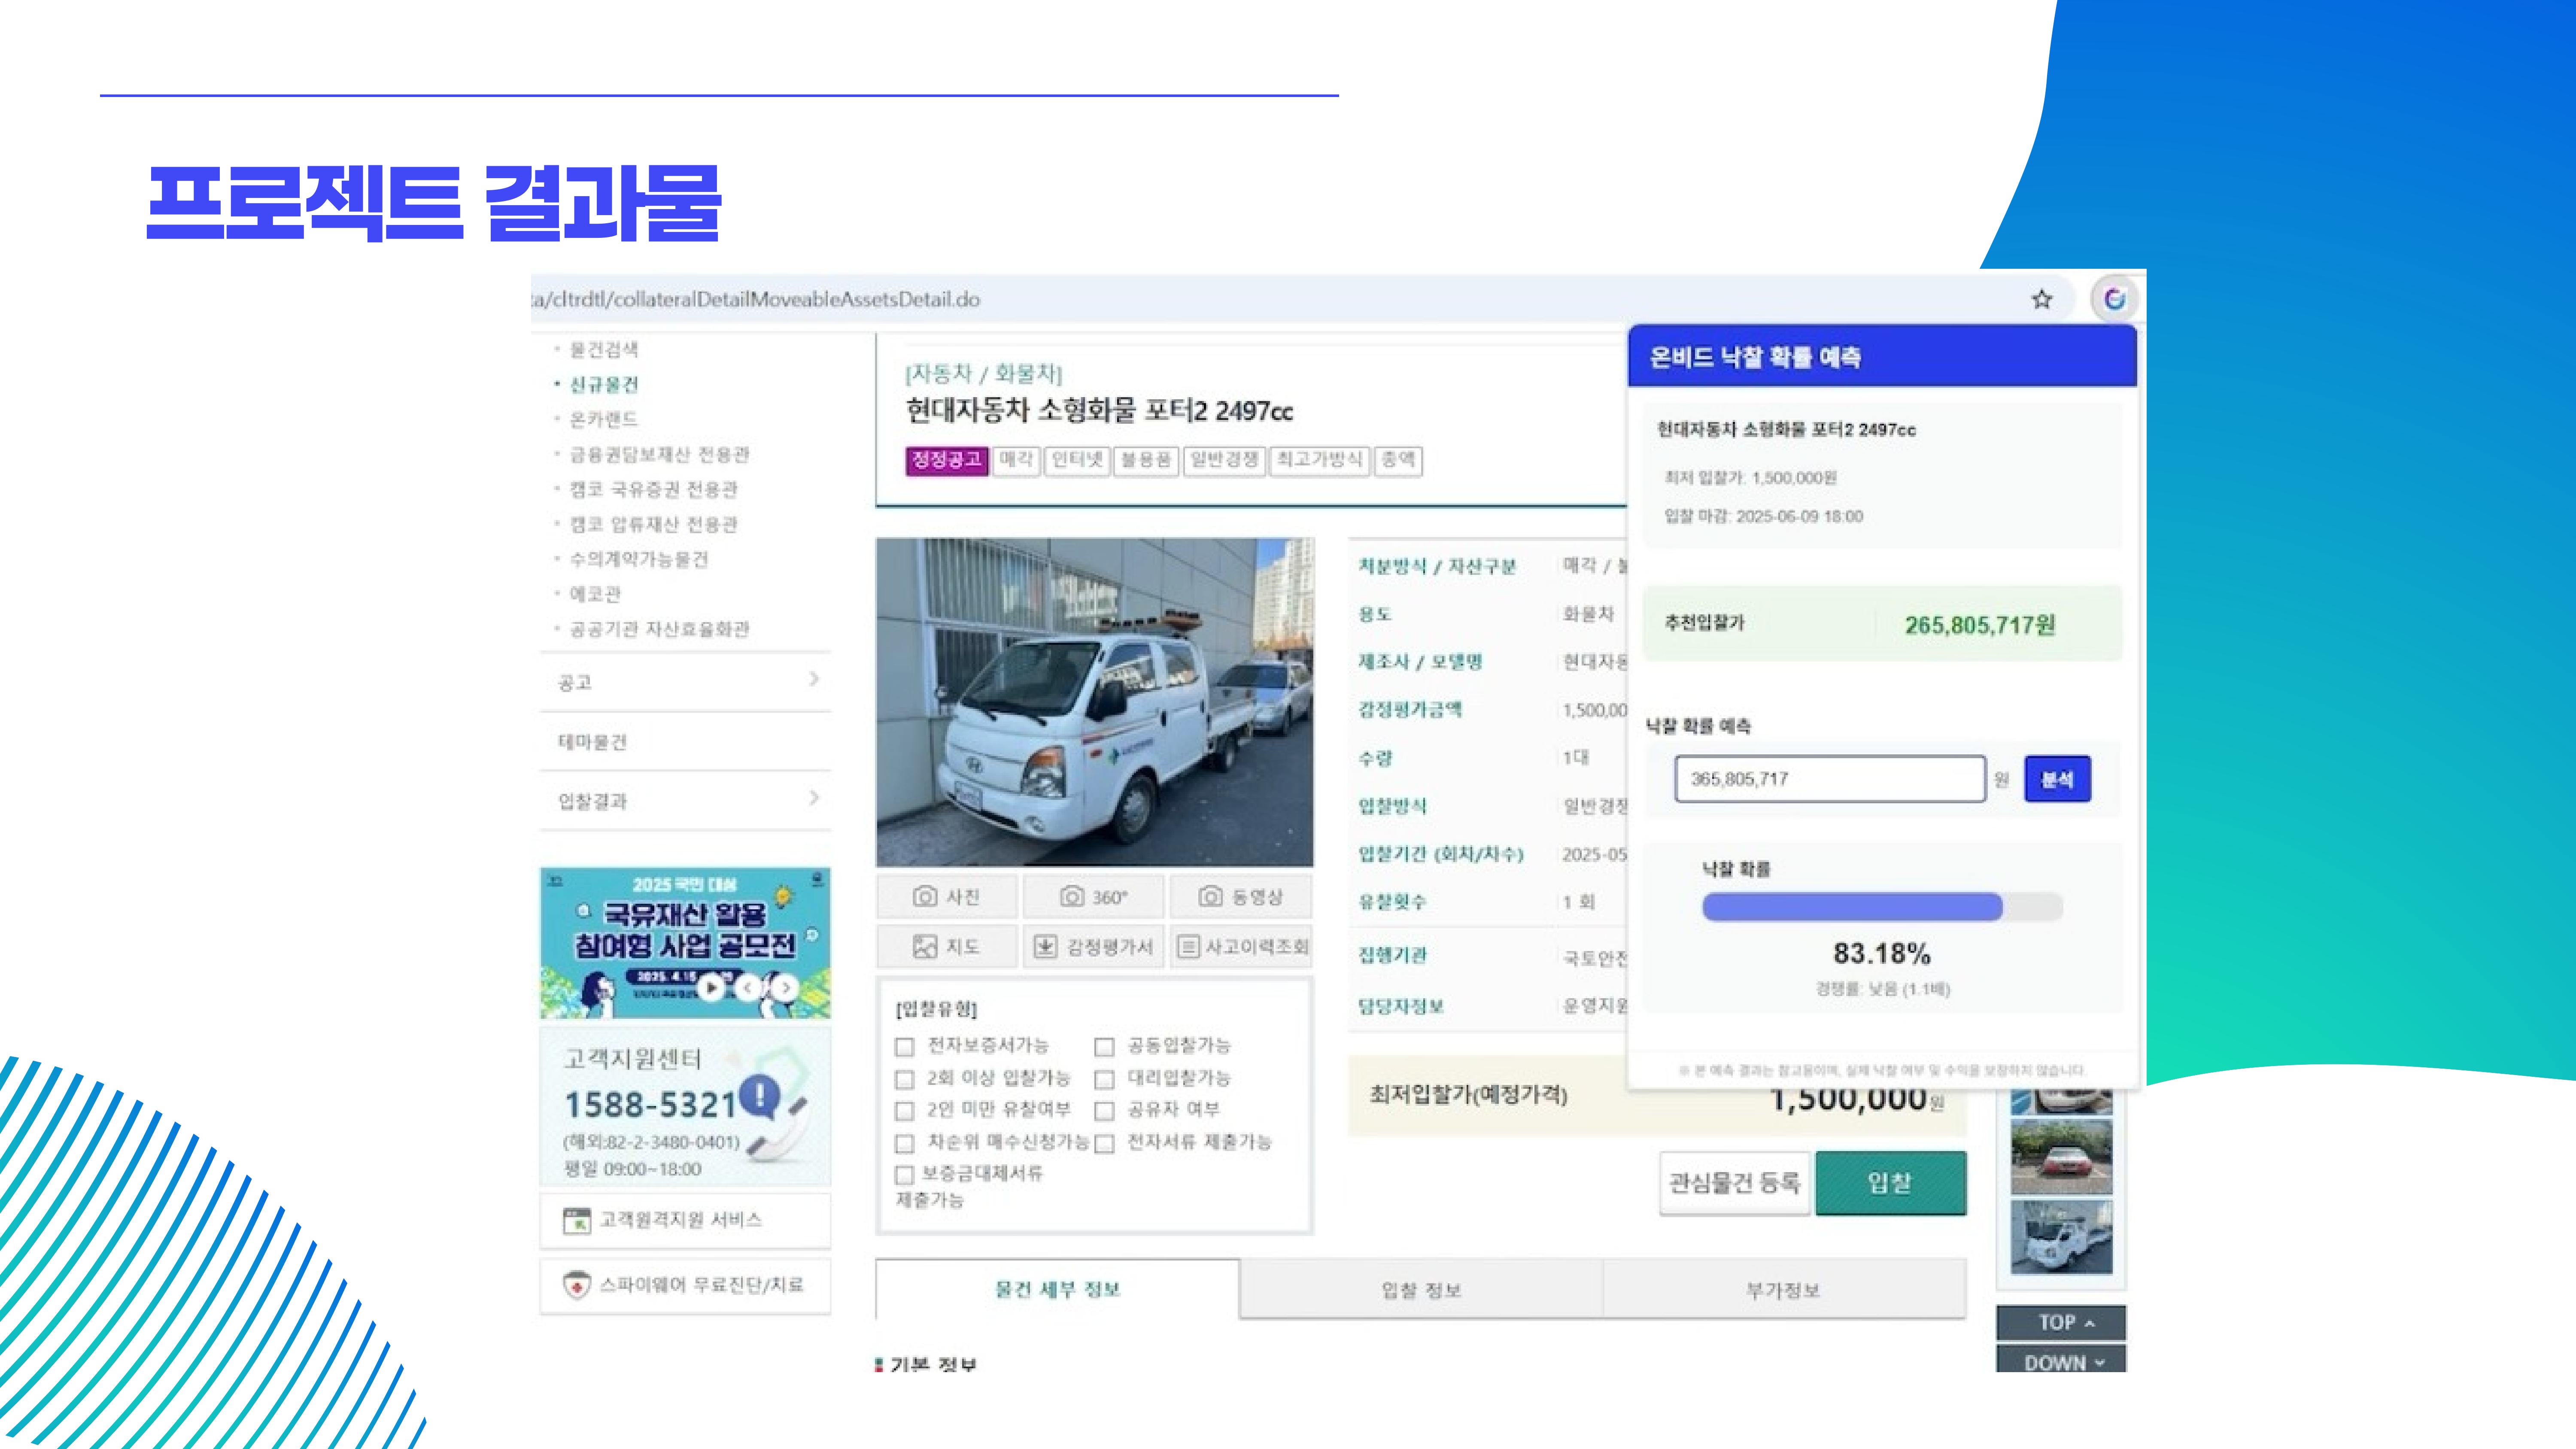 프로젝트 결과물
ta/cltrdtl/collateralDetailMoveableAssetsDetail.do
물건검색
신규물건
온카랜드
금융권담보재산 전용관
캠코 국유증권 전용관
캠코 압류재산 전용관
수의계약가능물건
에코관
공공기관 자산효율화관
공고
테마물건
입찰결과
2025 국민 대상
국유재산 활용
참여형 사업 공모전
2025. 4.15
고객지원센터
1588-5321
(해외:82-2-3480-0401)
평일 09:00~18:00
고객원격지원 서비스
스파이웨어 무료진단/치료
[자동차 / 화물차]
현대자동차 소형화물 포터2 2497cc
정정공고 매각 인터넷 불용품 일반경쟁 최고가방식 총액
사진 360° 동영상
지도 감정평가서 사고이력조회
[입찰유형]
전자보증서가능 공동입찰가능
2회 이상 입찰가능 대리입찰가능
2인 미만 유찰여부 공유자 여부
차순위 매수신청가능 전자서류 제출가능
보증금대체서류
제출가능
처분방식 / 자산구분 매각 /
용도 화물차
제조사 / 모델명 현대자동
감정평가금액 1,500,00
수량 1대
입찰방식 일반경쟁
입찰기간 (회차/차수) 2025-05
유찰횟수 1 회
집행기관 국토안전
담당자정보 운영지원
최저입찰가(예정가격) 1,500,000원
관심물건 등록 입찰
물건 세부 정보 입찰 정보 부가정보
기본 정보
온비드 낙찰 확률 예측
현대자동차 소형화물 포터2 2497cc
최저 입찰가: 1,500,000원
입찰 마감: 2025-06-09 18:00
추천입찰가 265,805,717원
낙찰 확률 예측
365,805,717 원 분석
낙찰 확률
83.18%
경쟁률: 낮음 (1.1배)
※ 본 예측 결과는 참고용이며, 실제 낙찰 여부 및 수익을 보장하지 않습니다.
TOP
DOWN